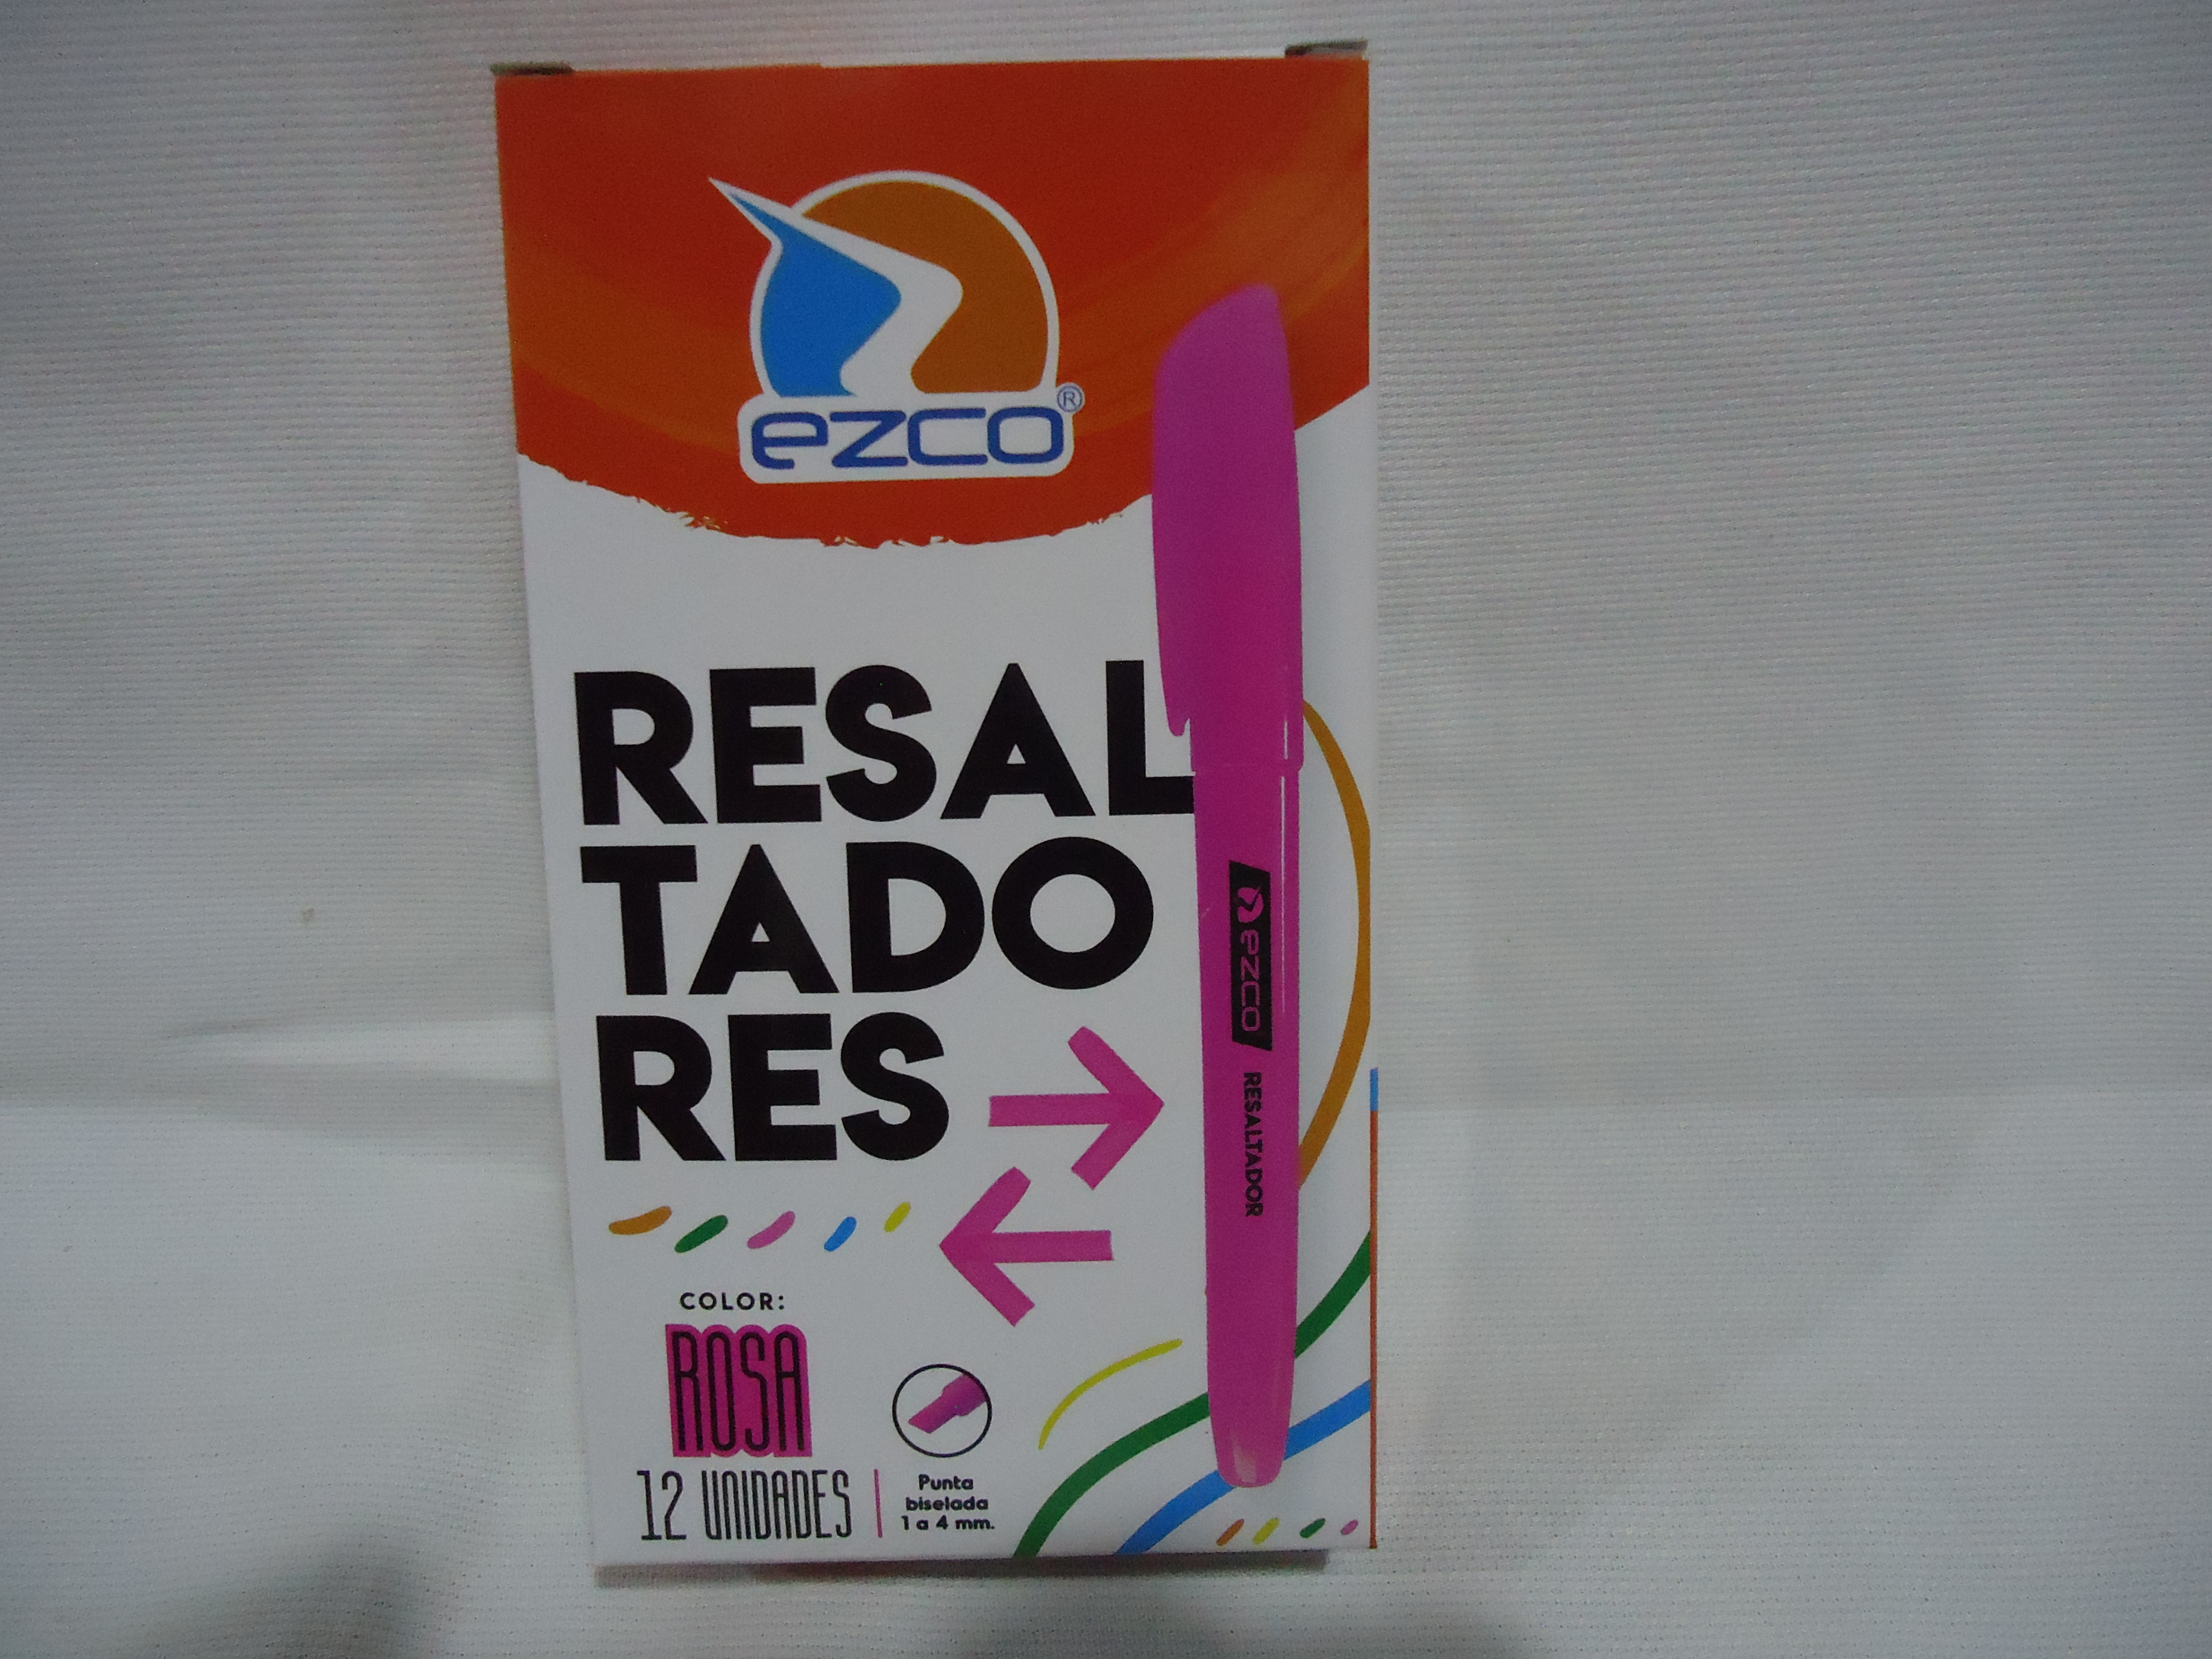 ezco®
RESAL
TADO
RES
ezco RESALTADOR
COLOR:
ROSA
12 UNIDADES
Punta
biselada
1 a 4 mm.